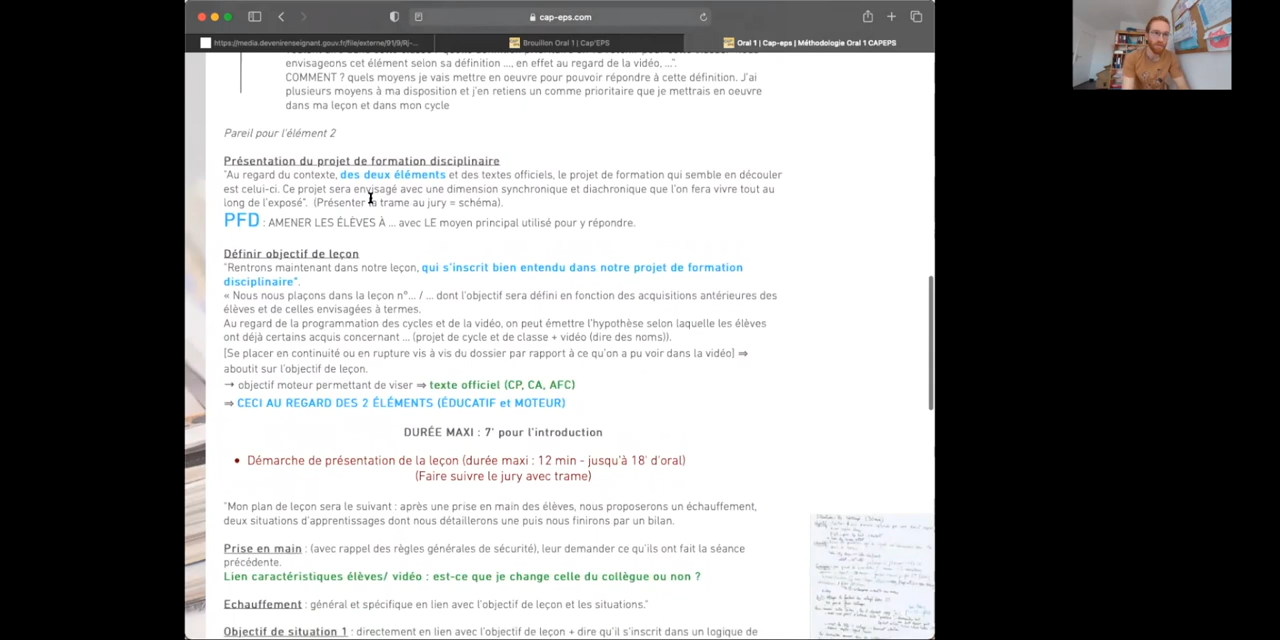 cap-eps.com
https://media.devenirenseignant.gouv.fr/file/externe/91/9/Rj-...
Brouillon Oral 1 | Cap'EPS
Oral 1 | Cap-eps | Méthodologie Oral 1 CAPEPS
envisageons cet élément selon sa définition ..., en effet au regard de la vidéo, ...".
COMMENT ? quels moyens je vais mettre en oeuvre pour pouvoir répondre à cette définition. J'ai
plusieurs moyens à ma disposition et j'en retiens un comme prioritaire que je mettrais en oeuvre
dans ma leçon et dans mon cycle
Pareil pour l'élément 2
Présentation du projet de formation disciplinaire
"Au regard du contexte, des deux éléments et des textes officiels, le projet de formation qui semble en découler
est celui-ci. Ce projet sera envisagé avec une dimension synchronique et diachronique que l'on fera vivre tout au
long de l'exposé". (Présenter la trame au jury = schéma).
PFD : AMENER LES ÉLÈVES À ... avec LE moyen principal utilisé pour y répondre.
Définir objectif de leçon
"Rentrons maintenant dans notre leçon, qui s'inscrit bien entendu dans notre projet de formation
disciplinaire".
« Nous nous plaçons dans la leçon n°... / ... dont l'objectif sera défini en fonction des acquisitions antérieures des
élèves et de celles envisagées à termes.
Au regard de la programmation des cycles et de la vidéo, on peut émettre l'hypothèse selon laquelle les élèves
ont déjà certains acquis concernant ... (projet de cycle et de classe + vidéo (dire des noms)).
[Se placer en continuité ou en rupture vis à vis du dossier par rapport à ce qu'on a pu voir dans la vidéo] ⇒
aboutit sur l'objectif de leçon.
→ objectif moteur permettant de viser ⇒ texte officiel (CP, CA, AFC)
⇒ CECI AU REGARD DES 2 ÉLÉMENTS (ÉDUCATIF et MOTEUR)
DURÉE MAXI : 7' pour l'introduction
• Démarche de présentation de la leçon (durée maxi : 12 min - jusqu'à 18' d'oral)
(Faire suivre le jury avec trame)
"Mon plan de leçon sera le suivant : après une prise en main des élèves, nous proposerons un échauffement,
deux situations d'apprentissages dont nous détaillerons une puis nous finirons par un bilan.
Prise en main : (avec rappel des règles générales de sécurité), leur demander ce qu'ils ont fait la séance
précédente.
Lien caractéristiques élèves/ vidéo : est-ce que je change celle du collègue ou non ?
Echauffement : général et spécifique en lien avec l'objectif de leçon et les situations."
Objectif de situation 1 : directement en lien avec l'objectif de leçon + dire qu'il s'inscrit dans un logique de